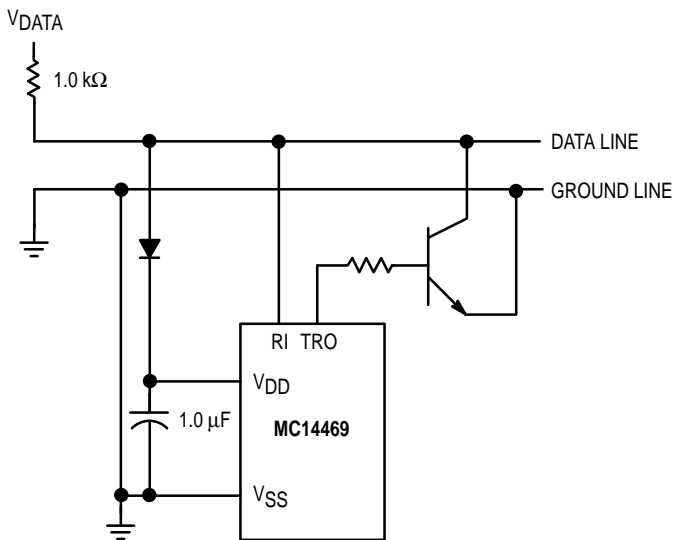 VDATA
1.0 kΩ
DATA LINE
GROUND LINE
RI TRO
VDD
1.0 µF
MC14469
VSS